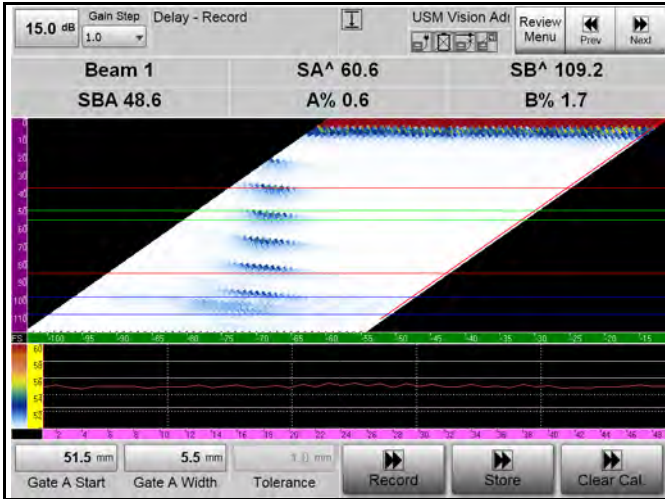 15.0 dB
Gain Step
1.0
Delay - Record
USM Vision Adm
Review Menu
Prev
Next
Beam 1
SA^ 60.6
SB^ 109.2
SBA 48.6
A% 0.6
B% 1.7
0
10
20
30
40
50
60
70
80
90
100
110
FS -100 -95 -90 -85 -80 -75 -70 -65 -60 -55 -50 -45 -40 -35 -30 -25 -20 -15
60
58
56
54
52
2 4 6 8 10 12 14 16 18 20 22 24 26 28 30 32 34 36 38 40 42 44 46 48
51.5 mm
Gate A Start
5.5 mm
Gate A Width
1.0 mm
Tolerance
Record
Store
Clear Cal.